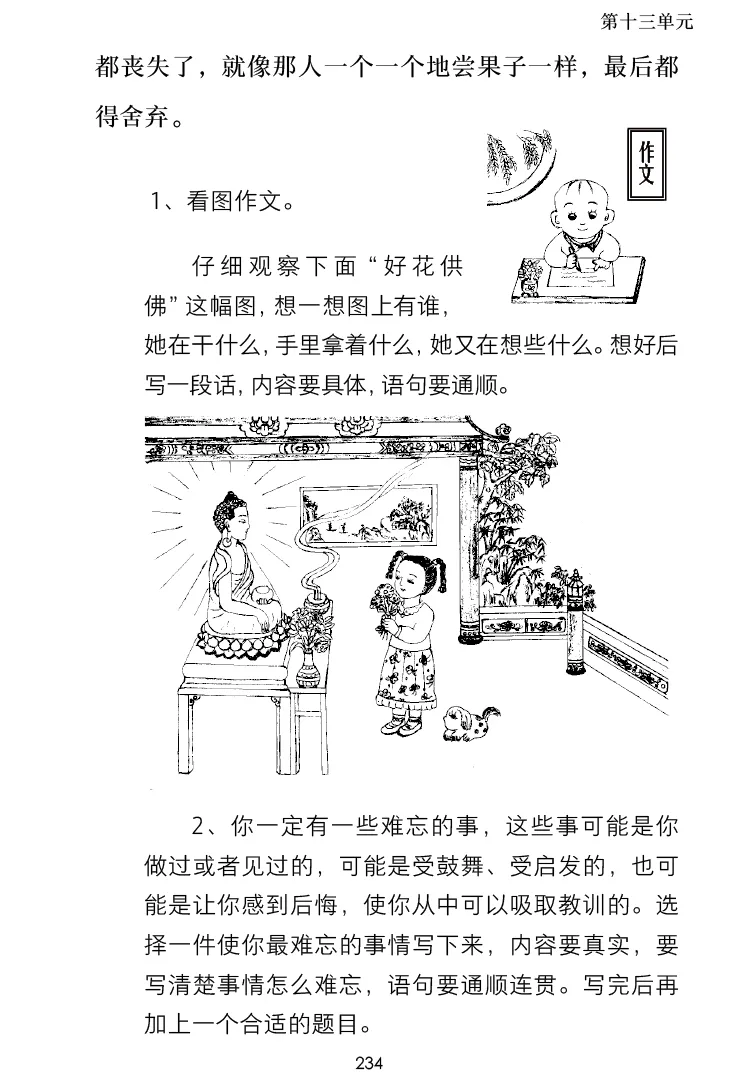 第十三单元
都丧失了，就像那人一个一个地尝果子一样，最后都
得舍弃。
作文
1、看图作文。
仔细观察下面“好花供
佛”这幅图，想一想图上有谁，
她在干什么，手里拿着什么，她又在想些什么。想好后
写一段话，内容要具体，语句要通顺。
2、你一定有一些难忘的事，这些事可能是你
做过或者见过的，可能是受鼓舞、受启发的，也可
能是让你感到后悔，使你从中可以吸取教训的。选
择一件使你最难忘的事情写下来，内容要真实，要
写清楚事情怎么难忘，语句要通顺连贯。写完后再
加上一个合适的题目。
234